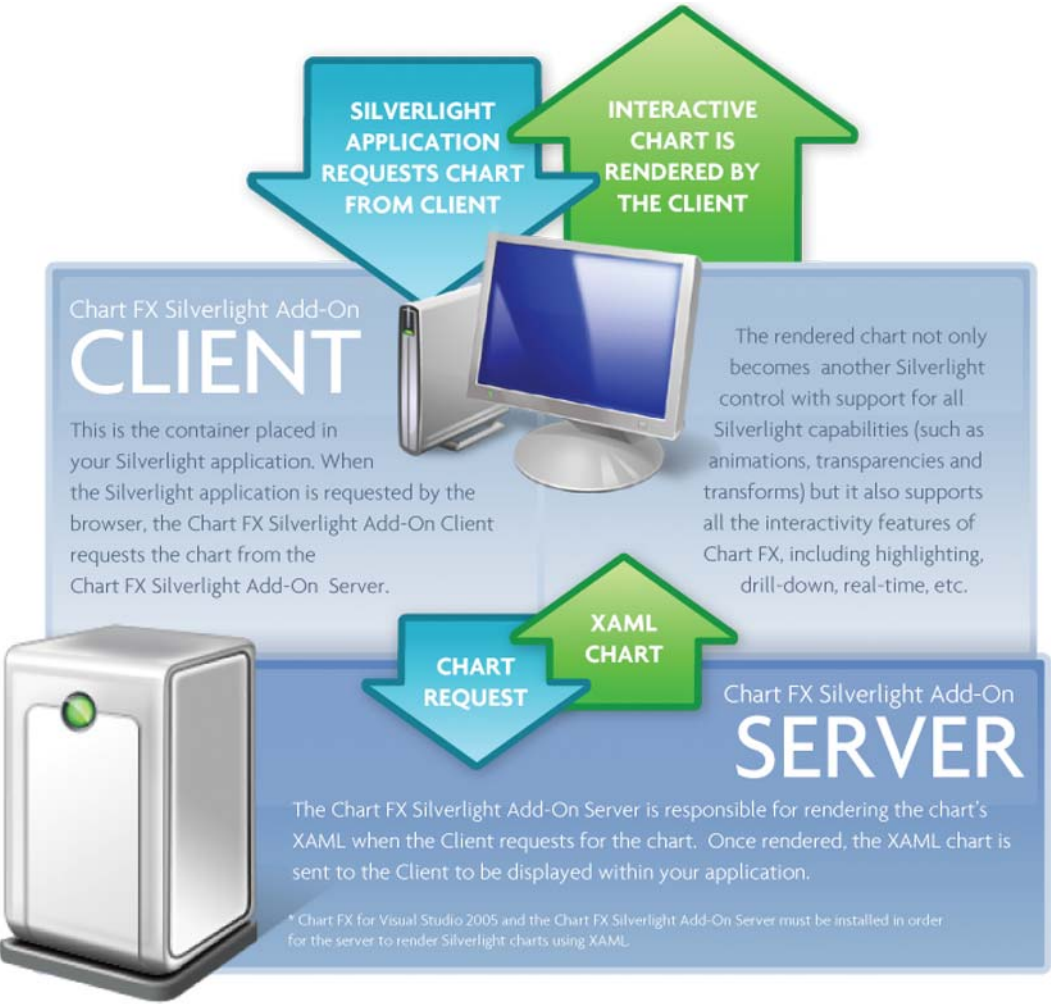 SILVERLIGHT
APPLICATION
REQUESTS CHART
FROM CLIENT
INTERACTIVE
CHART IS
RENDERED BY
THE CLIENT
Chart FX Silverlight Add-On
CLIENT
This is the container placed in
your Silverlight application. When
the Silverlight application is requested by the
browser, the Chart FX Silverlight Add-On Client
requests the chart from the
Chart FX Silverlight Add-On Server.
The rendered chart not only
becomes another Silverlight
control with support for all
Silverlight capabilities (such as
animations, transparencies and
transforms) but it also supports
all the interactivity features of
Chart FX, including highlighting,
drill-down, real-time, etc.
CHART
REQUEST
XAML
CHART
Chart FX Silverlight Add-On
SERVER
The Chart FX Silverlight Add-On Server is responsible for rendering the chart's
XAML when the Client requests for the chart. Once rendered, the XAML chart is
sent to the Client to be displayed within your application.
* Chart FX for Visual Studio 2005 and the Chart FX Silverlight Add-On Server must be installed in order
for the server to render Silverlight charts using XAML.